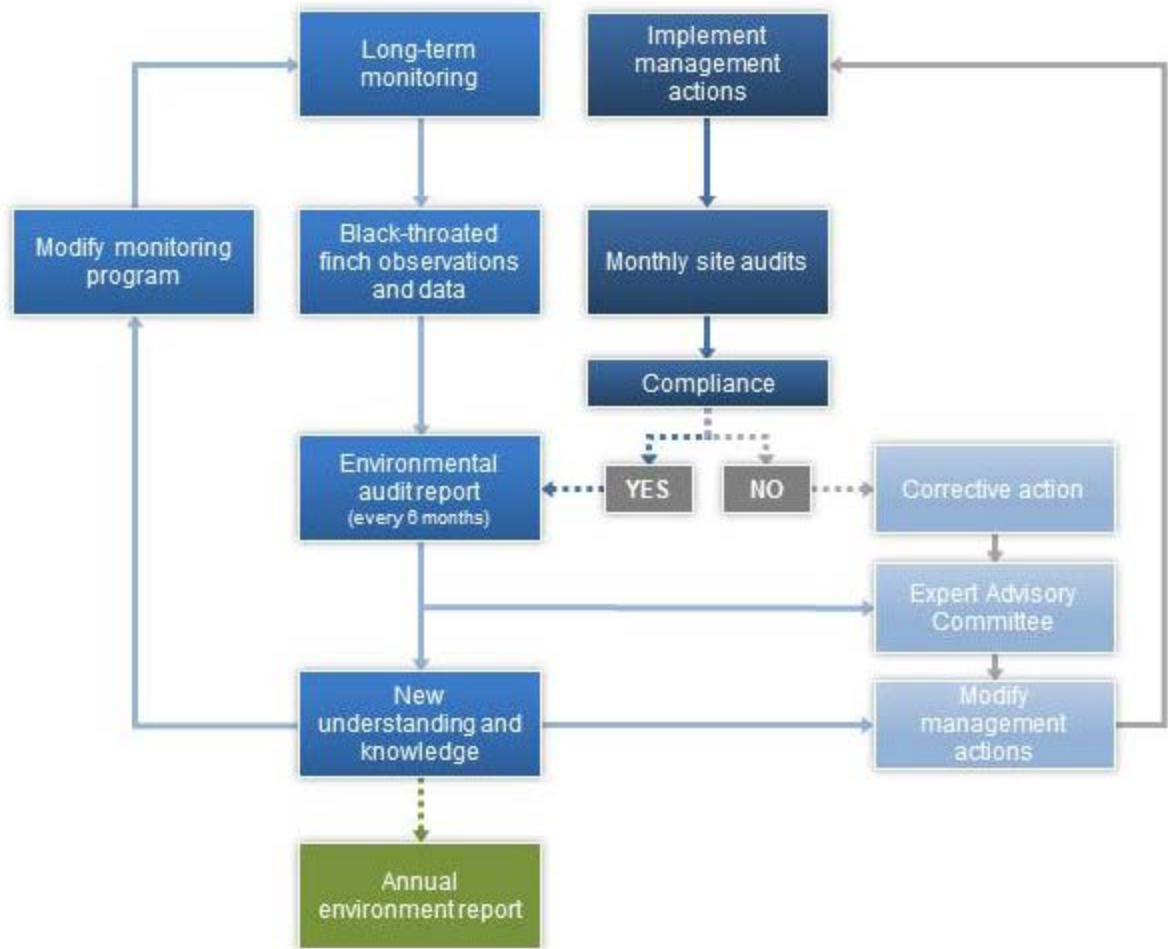 Long-term
monitoring
Implement
management
actions
Modify monitoring
program
Black-throated
finch observations
and data
Monthly site audits
Compliance
Environmental
audit report
(every 6 months)
YES
NO
Corrective action
Expert Advisory
Committee
New
understanding and
knowledge
Modify
management
actions
Annual
environment report